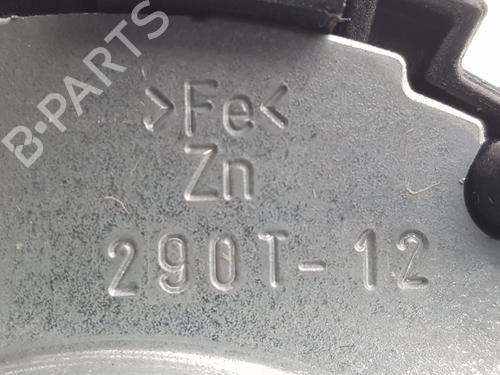 B-PARTS
>Fe<
Zn
290T-12